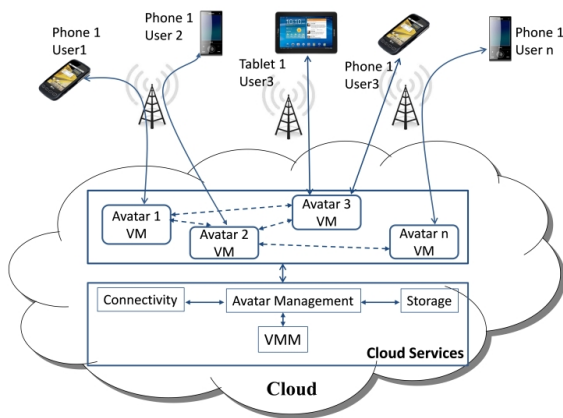 Phone 1
User1
Phone 1
User 2
Tablet 1
User3
Phone 1
User3
Phone 1
User n
Avatar 1
VM
Avatar 2
VM
Avatar 3
VM
Avatar n
VM
Connectivity
Avatar Management
Storage
VMM
Cloud Services
Cloud